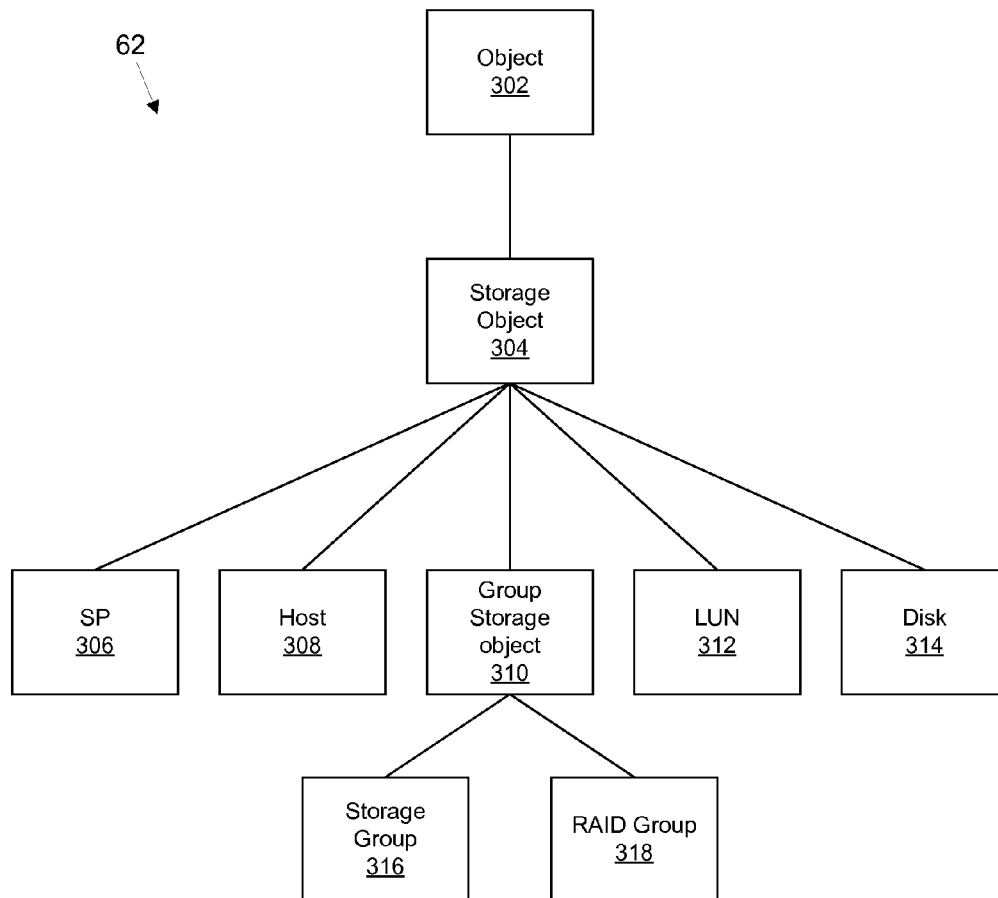 62
Object
302
Storage
Object
304
SP
306
Host
308
Group
Storage
object
310
LUN
312
Disk
314
Storage
Group
316
RAID Group
318